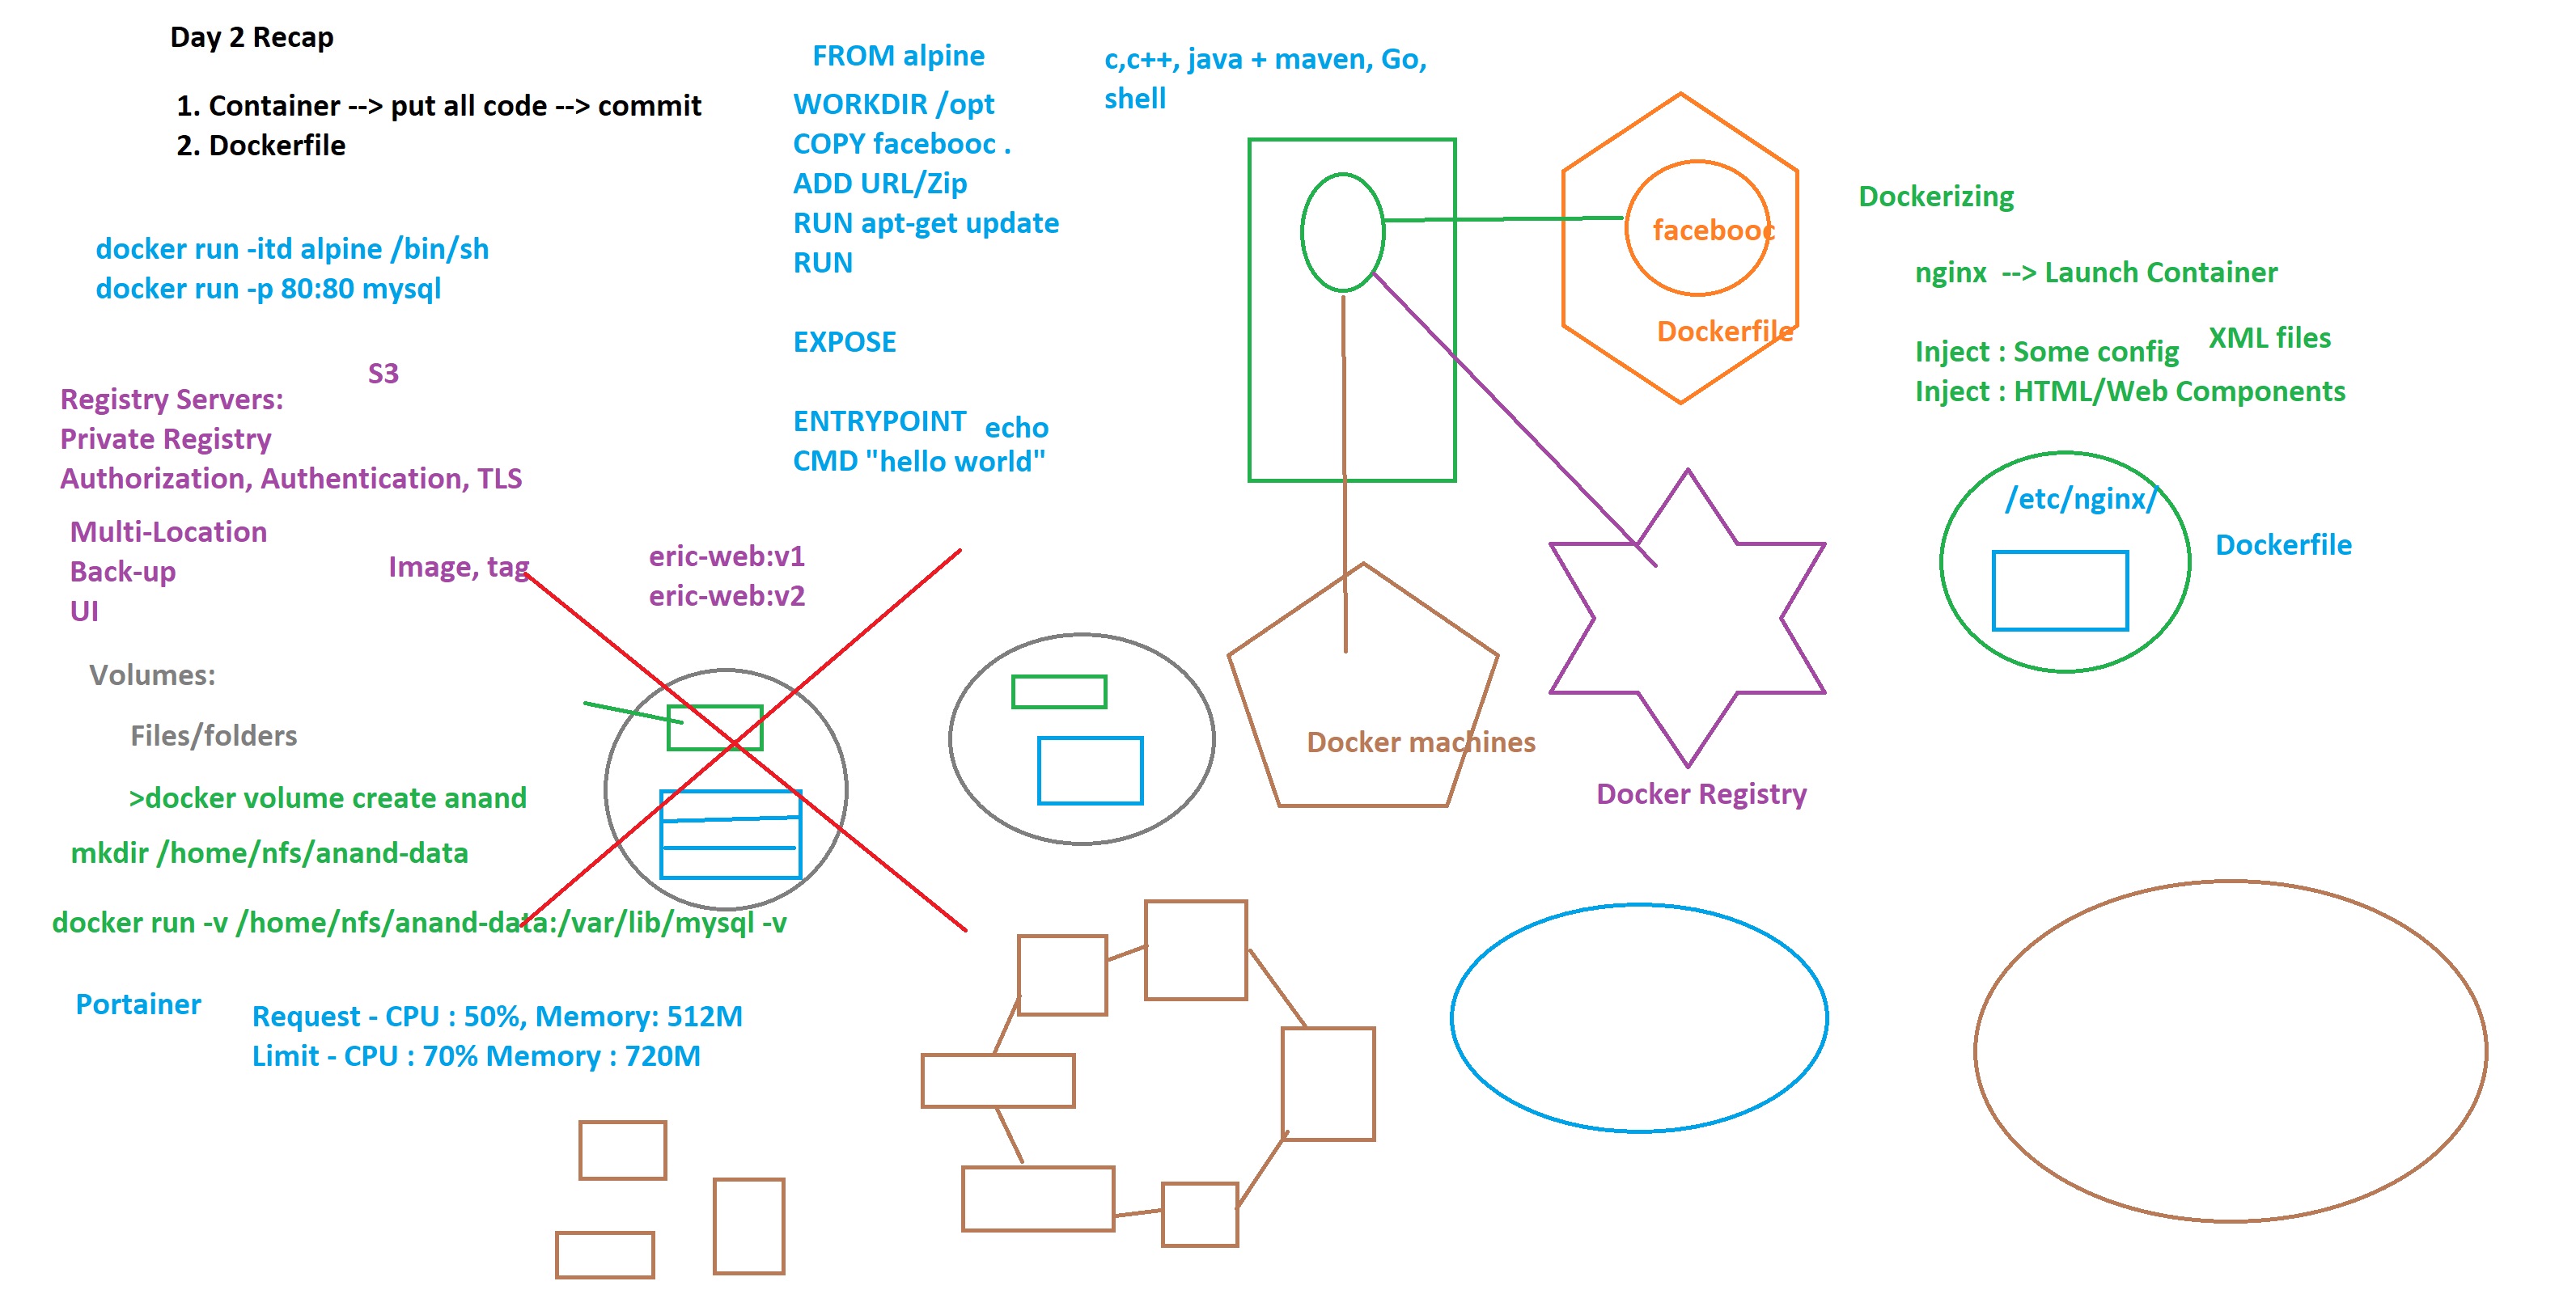 Day 2 Recap
1. Container --> put all code --> commit
2. Dockerfile
docker run -itd alpine /bin/sh
docker run -p 80:80 mysql
S3
Registry Servers:
Private Registry
Authorization, Authentication, TLS
Multi-Location
Back-up
UI
Image, tag
eric-web:v1
eric-web:v2
Volumes:
Files/folders
>docker volume create anand
mkdir /home/nfs/anand-data
docker run -v /home/nfs/anand-data:/var/lib/mysql -v
Portainer
Request - CPU : 50%, Memory: 512M
Limit - CPU : 70% Memory : 720M
FROM alpine
WORKDIR /opt
COPY facebooc .
ADD URL/Zip
RUN apt-get update
RUN
EXPOSE
ENTRYPOINT echo
CMD "hello world"
c,c++, java + maven, Go,
shell
facebooc
Dockerfile
Docker machines
Docker Registry
Dockerizing
nginx --> Launch Container
Inject : Some config XML files
Inject : HTML/Web Components
/etc/nginx/
Dockerfile